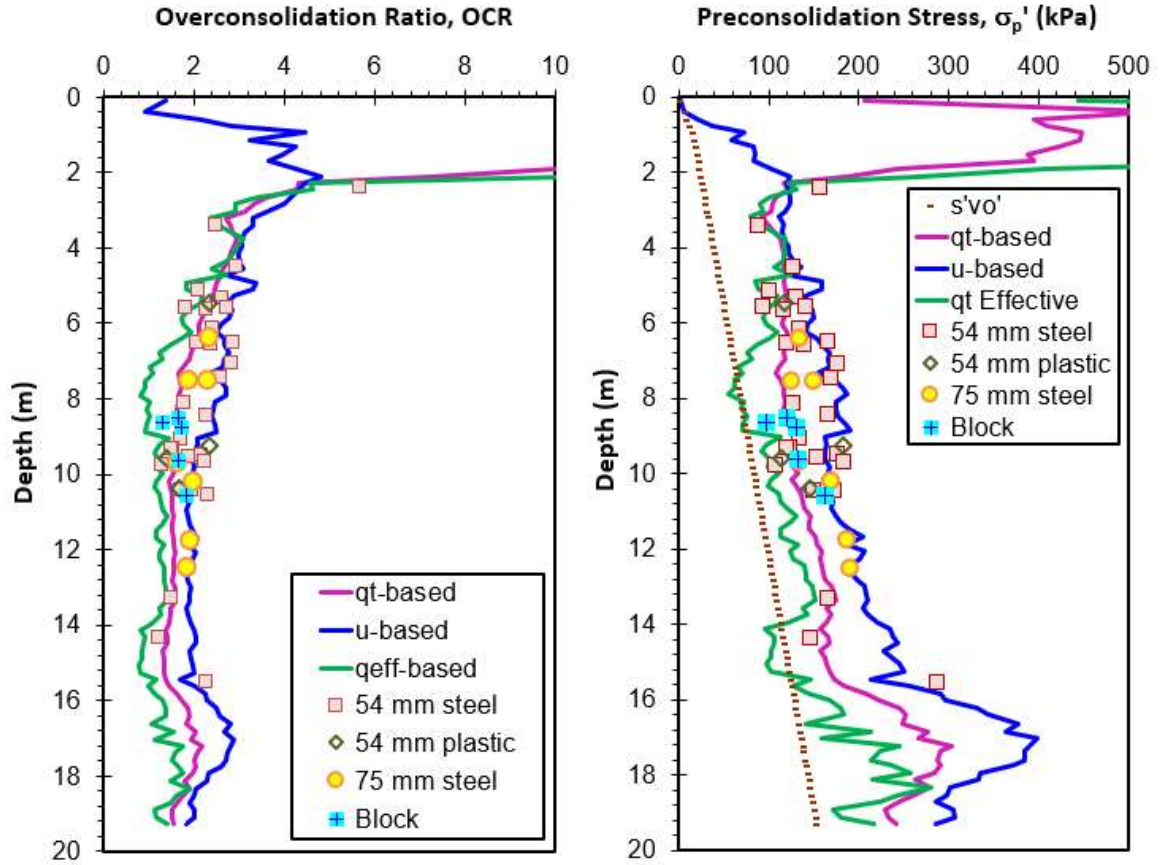 Overconsolidation Ratio, OCR
0 2 4 6 8 10
0
2
4
6
8
10
12
14
16
18
20
Depth (m)
qt-based
u-based
qeff-based
54 mm steel
54 mm plastic
75 mm steel
Block
Preconsolidation Stress, σp' (kPa)
0 100 200 300 400 500
0
2
4
6
8
10
12
14
16
18
20
Depth (m)
s'vo'
qt-based
u-based
qt Effective
54 mm steel
54 mm plastic
75 mm steel
Block